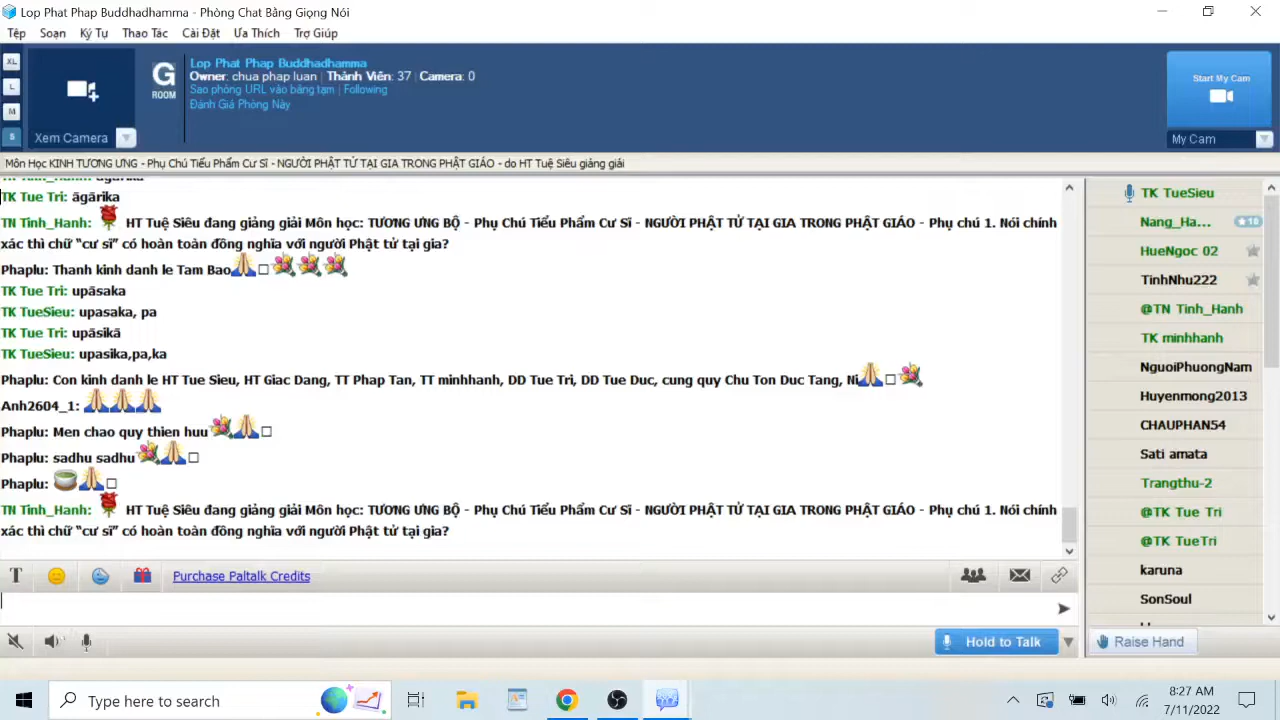 Lop Phat Phap Buddhadhamma - Phòng Chat Bằng Giọng Nói
Tệp Soạn Ký Tự Thao Tác Cài Đặt Ưa Thích Trợ Giúp
XL
L
M
S
Xem Camera
G
ROOM
Lop Phat Phap Buddhadhamma
Owner: chua phap luan | Thành Viên: 37 | Camera: 0
Sao phòng URL vào bảng tạm | Following
Đánh Giá Phòng Này
Start My Cam
My Cam
Môn Học KINH TƯƠNG ƯNG - Phụ Chú Tiểu Phẩm Cư Sĩ - NGƯỜI PHẬT TỬ TẠI GIA TRONG PHẬT GIÁO - do HT Tuệ Siêu giảng giải
TK Tue Tri: āgārika
TN Tinh_Hanh: HT Tuệ Siêu đang giảng giải Môn học: TƯƠNG ƯNG BỘ - Phụ Chú Tiểu Phẩm Cư Sĩ - NGƯỜI PHẬT TỬ TẠI GIA TRONG PHẬT GIÁO - Phụ chú 1. Nói chính
xác thì chữ “cư sĩ” có hoàn toàn đồng nghĩa với người Phật tử tại gia?
Phaplu: Thanh kinh danh le Tam Bao
TK Tue Tri: upāsaka
TK TueSieu: upasaka, pa
TK Tue Tri: upāsikā
TK TueSieu: upasika,pa,ka
Phaplu: Con kinh danh le HT Tue Sieu, HT Giac Dang, TT Phap Tan, TT minhhanh, DD Tue Tri, DD Tue Duc, cung quy Chu Ton Duc Tang, Ni
Anh2604_1:
Phaplu: Men chao quy thien huu
Phaplu: sadhu sadhu
Phaplu:
TN Tinh_Hanh: HT Tuệ Siêu đang giảng giải Môn học: TƯƠNG ƯNG BỘ - Phụ Chú Tiểu Phẩm Cư Sĩ - NGƯỜI PHẬT TỬ TẠI GIA TRONG PHẬT GIÁO - Phụ chú 1. Nói chính
xác thì chữ “cư sĩ” có hoàn toàn đồng nghĩa với người Phật tử tại gia?
T Purchase Paltalk Credits
Hold to Talk
TK TueSieu
Nang_Ha... 10
HueNgoc 02
TinhNhu222
@TN Tinh_Hanh
TK minhhanh
NguoiPhuongNam
Huyenmong2013
CHAUPHAN54
Sati amata
Trangthu-2
@TK Tue Tri
@TK TueTri
karuna
SonSoul
Raise Hand
Type here to search
8:27 AM
7/11/2022